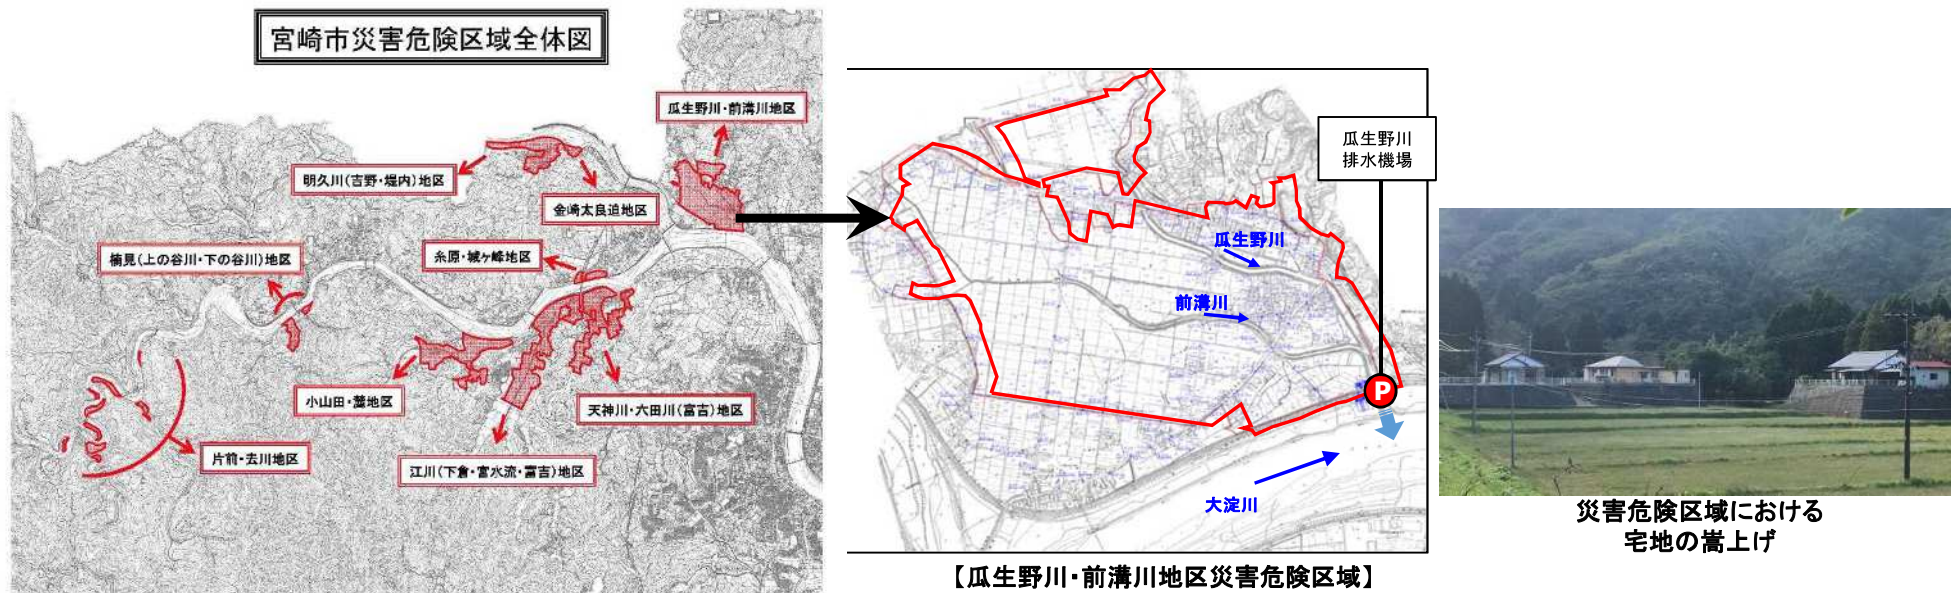 宮崎市災害危険区域全体図
瓜生野川・前溝川地区
明久川(吉野・堤内)地区
金崎太良迫地区
楠見(上の谷川・下の谷川)地区
糸原・城ヶ峰地区
小山田・麓地区
天神川・六田川(富吉)地区
片前・去川地区
江川(下倉・宮水流・富吉)地区
瓜生野川
排水機場
瓜生野川
前溝川
P
大淀川
【瓜生野川・前溝川地区災害危険区域】
災害危険区域における
宅地の嵩上げ